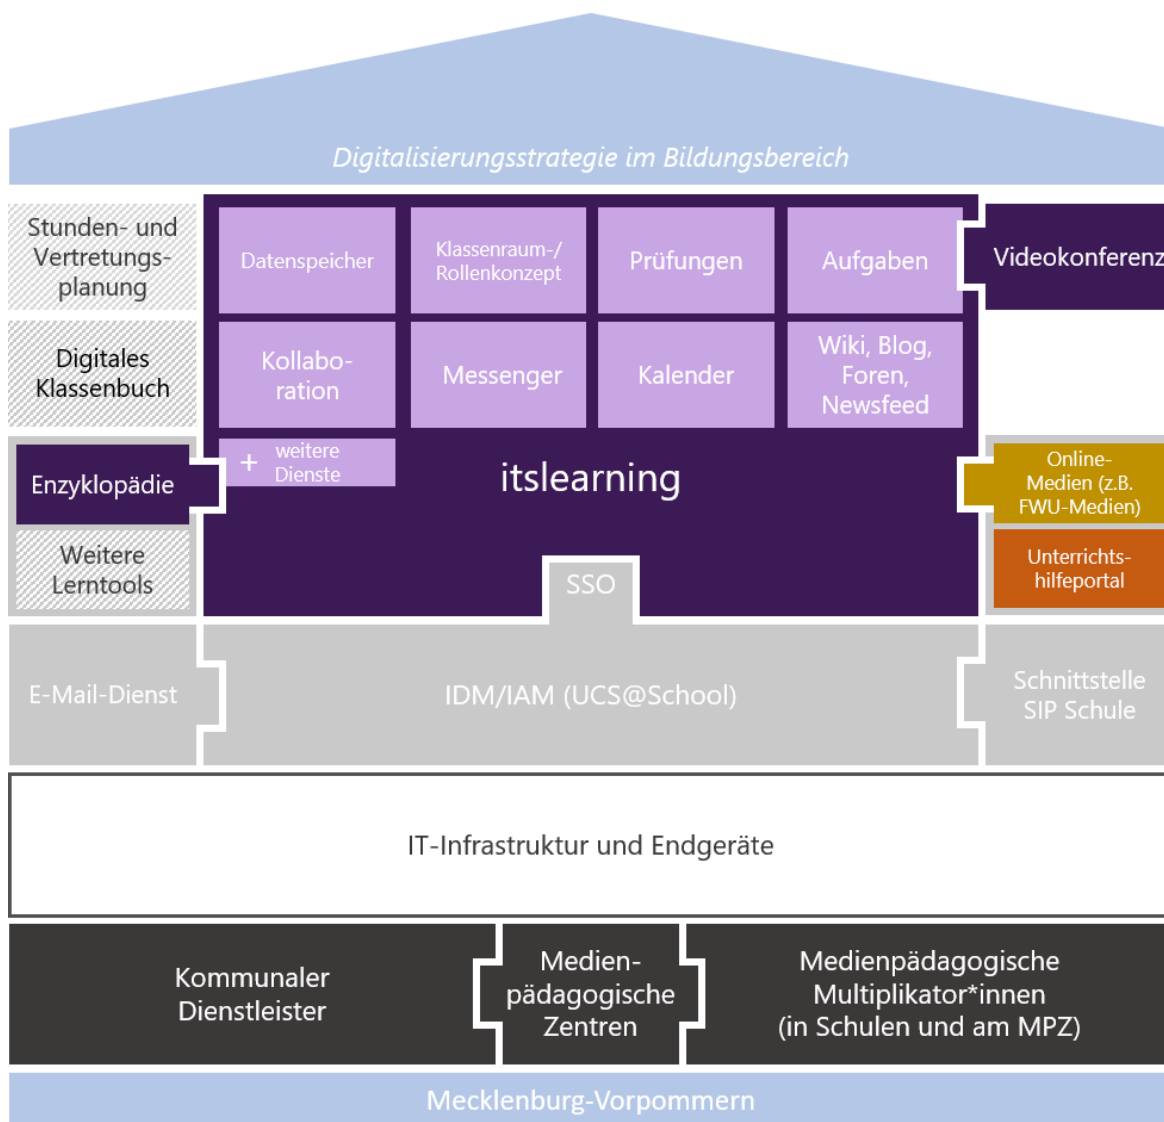 Digitalisierungsstrategie im Bildungsbereich
Stunden- und
Vertretungs-
planung
Datenspeicher
Klassenraum-/
Rollenkonzept
Prüfungen
Aufgaben
Videokonferenz
Digitales
Klassenbuch
Kollabo-
ration
Messenger
Kalender
Wiki, Blog,
Foren,
Newsfeed
+ weitere
Dienste
Enzyklopädie
itslearning
Online-
Medien (z.B.
FWU-Medien)
Weitere
Lerntools
SSO
Unterrichts-
hilfeportal
E-Mail-Dienst
IDM/IAM (UCS@School)
Schnittstelle
SIP Schule
IT-Infrastruktur und Endgeräte
Kommunaler
Dienstleister
Medien-
pädagogische
Zentren
Medienpädagogische
Multiplikator*innen
(in Schulen und am MPZ)
Mecklenburg-Vorpommern